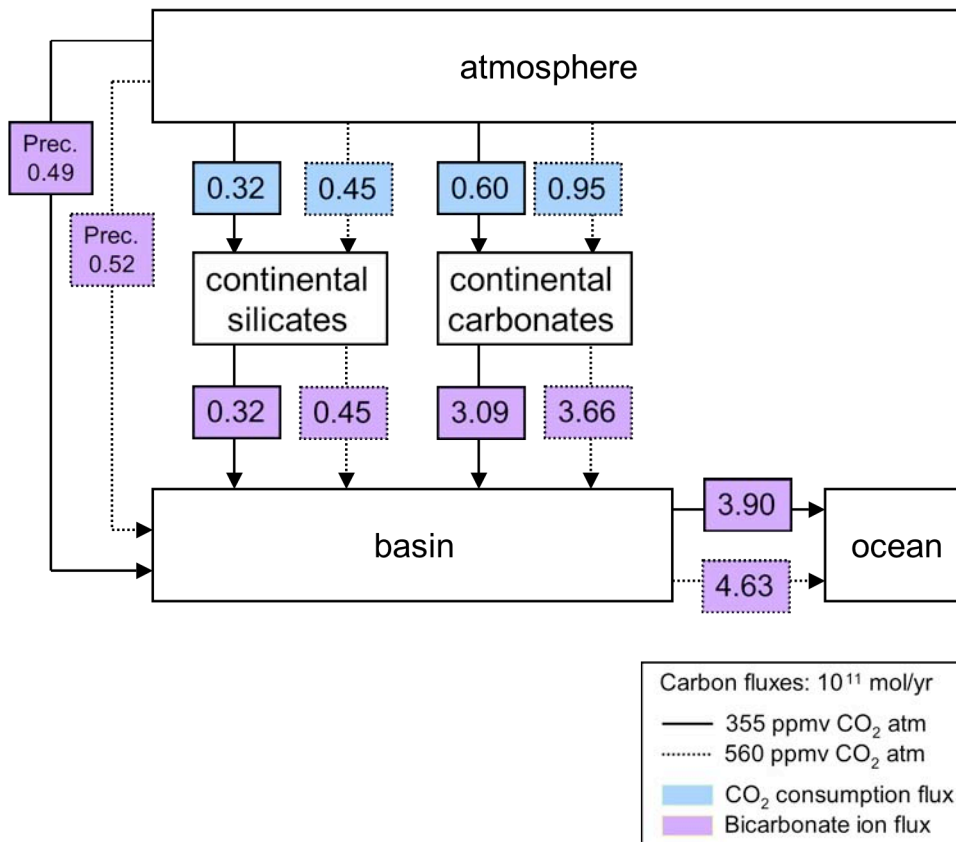 atmosphere
Prec.
0.49
0.32
0.45
0.60
0.95
Prec.
0.52
continental
silicates
continental
carbonates
0.32
0.45
3.09
3.66
basin
3.90
4.63
ocean
Carbon fluxes: 10¹¹ mol/yr
355 ppmv CO₂ atm
560 ppmv CO₂ atm
CO₂ consumption flux
Bicarbonate ion flux